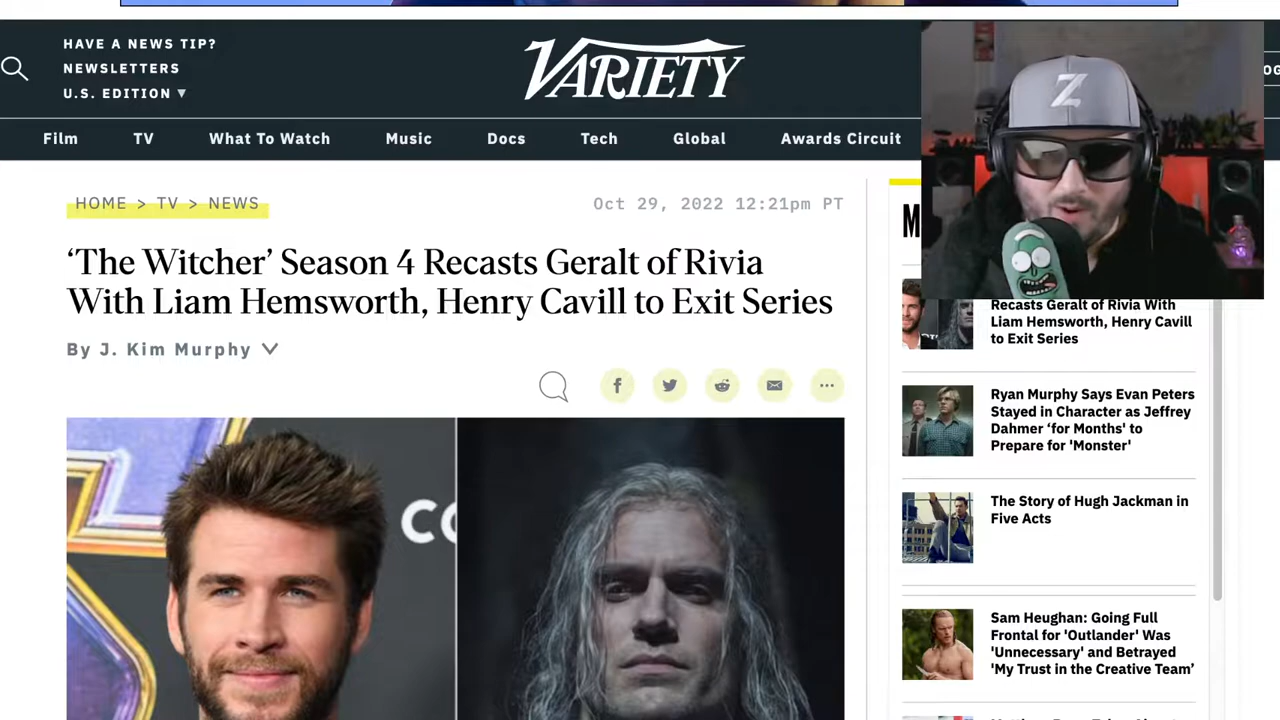 HAVE A NEWS TIP?
NEWSLETTERS
U.S. EDITION ▼
VARIETY
Film TV What To Watch Music Docs Tech Global Awards Circuit
HOME > TV > NEWS
Oct 29, 2022 12:21pm PT
‘The Witcher’ Season 4 Recasts Geralt of Rivia
With Liam Hemsworth, Henry Cavill to Exit Series
By J. Kim Murphy
Z
Recasts Geralt of Rivia With
Liam Hemsworth, Henry Cavill
to Exit Series
Ryan Murphy Says Evan Peters
Stayed in Character as Jeffrey
Dahmer ‘for Months' to
Prepare for 'Monster'
The Story of Hugh Jackman in
Five Acts
Sam Heughan: Going Full
Frontal for 'Outlander' Was
'Unnecessary' and Betrayed
'My Trust in the Creative Team’